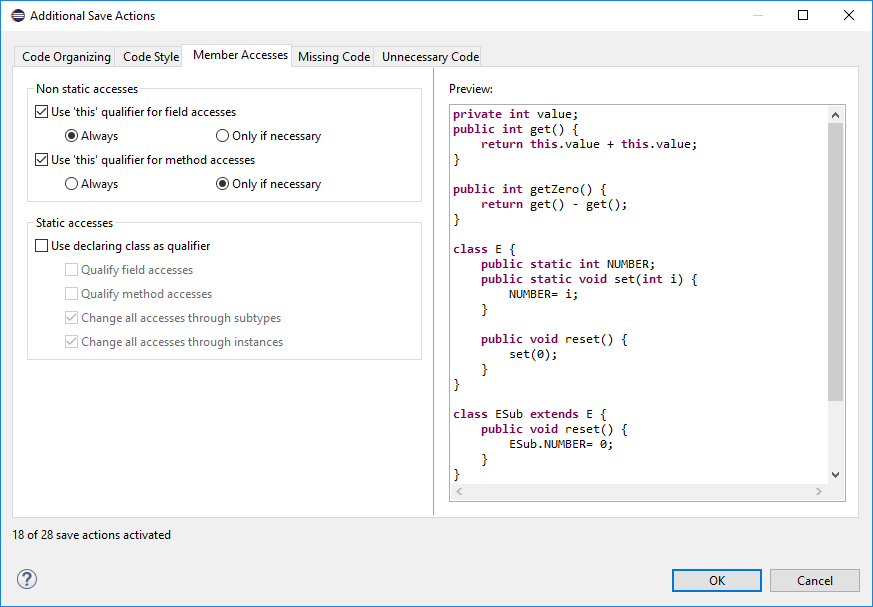 Additional Save Actions
Code Organizing Code Style Member Accesses Missing Code Unnecessary Code
Non static accesses
Use 'this' qualifier for field accesses
Always Only if necessary
Use 'this' qualifier for method accesses
Always Only if necessary
Static accesses
Use declaring class as qualifier
Qualify field accesses
Qualify method accesses
Change all accesses through subtypes
Change all accesses through instances
Preview:
private int value;
public int get() {
    return this.value + this.value;
}

public int getZero() {
    return get() - get();
}

class E {
    public static int NUMBER;
    public static void set(int i) {
        NUMBER= i;
    }

    public void reset() {
        set(0);
    }
}

class ESub extends E {
    public void reset() {
        ESub.NUMBER= 0;
    }
}
18 of 28 save actions activated
?
OK Cancel